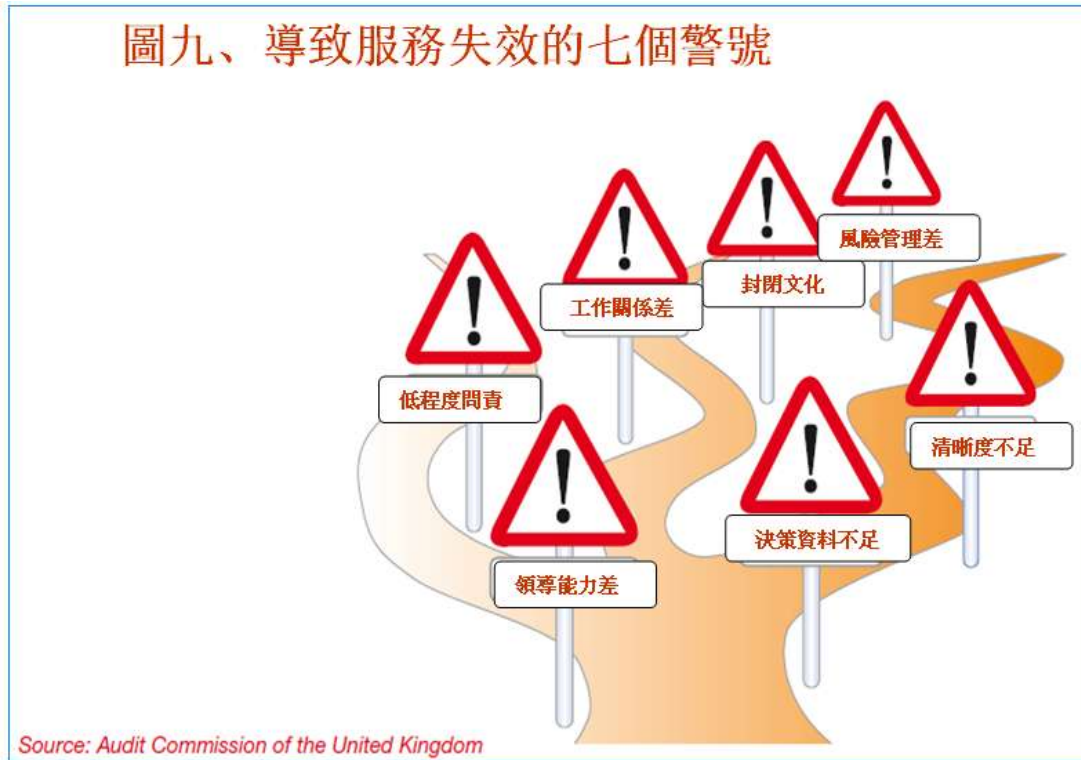 圖九、導致服務失效的七個警號
風險管理差
封閉文化
工作關係差
低程度問責
清晰度不足
決策資料不足
領導能力差
Source: Audit Commission of the United Kingdom